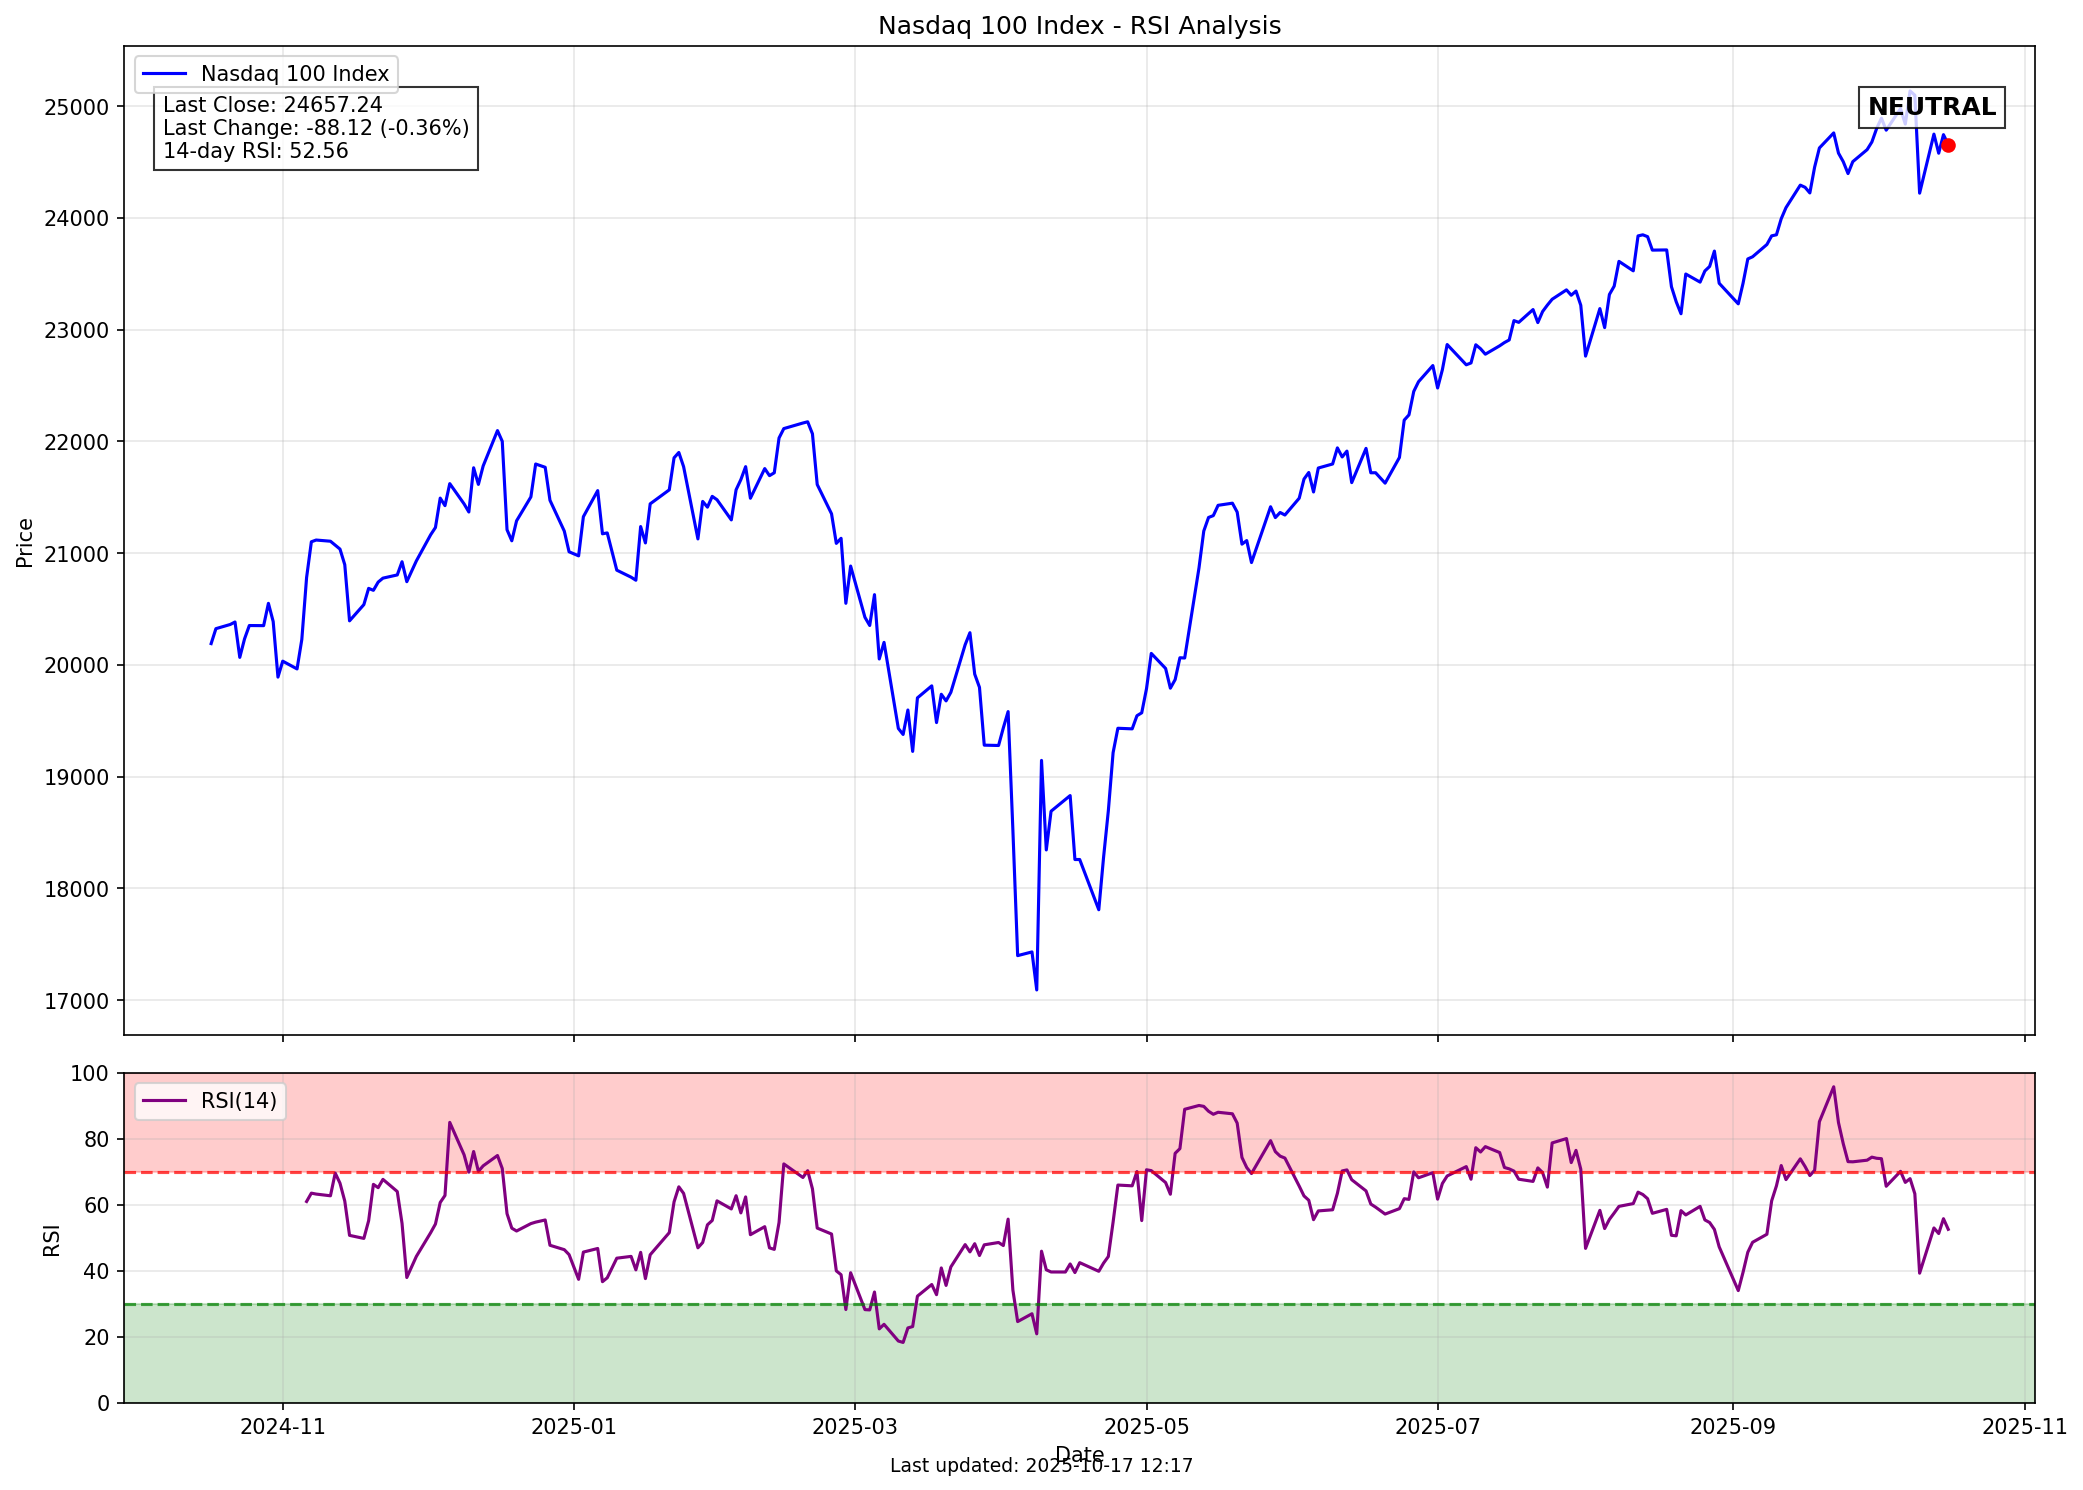 Nasdaq 100 Index - RSI Analysis
Nasdaq 100 Index
Last Close: 24657.24
Last Change: -88.12 (-0.36%)
14-day RSI: 52.56
NEUTRAL
Price
25000
24000
23000
22000
21000
20000
19000
18000
17000
RSI(14)
RSI
100
80
60
40
20
0
2024-11
2025-01
2025-03
2025-05
2025-07
2025-09
2025-11
Date
Last updated: 2025-10-17 12:17